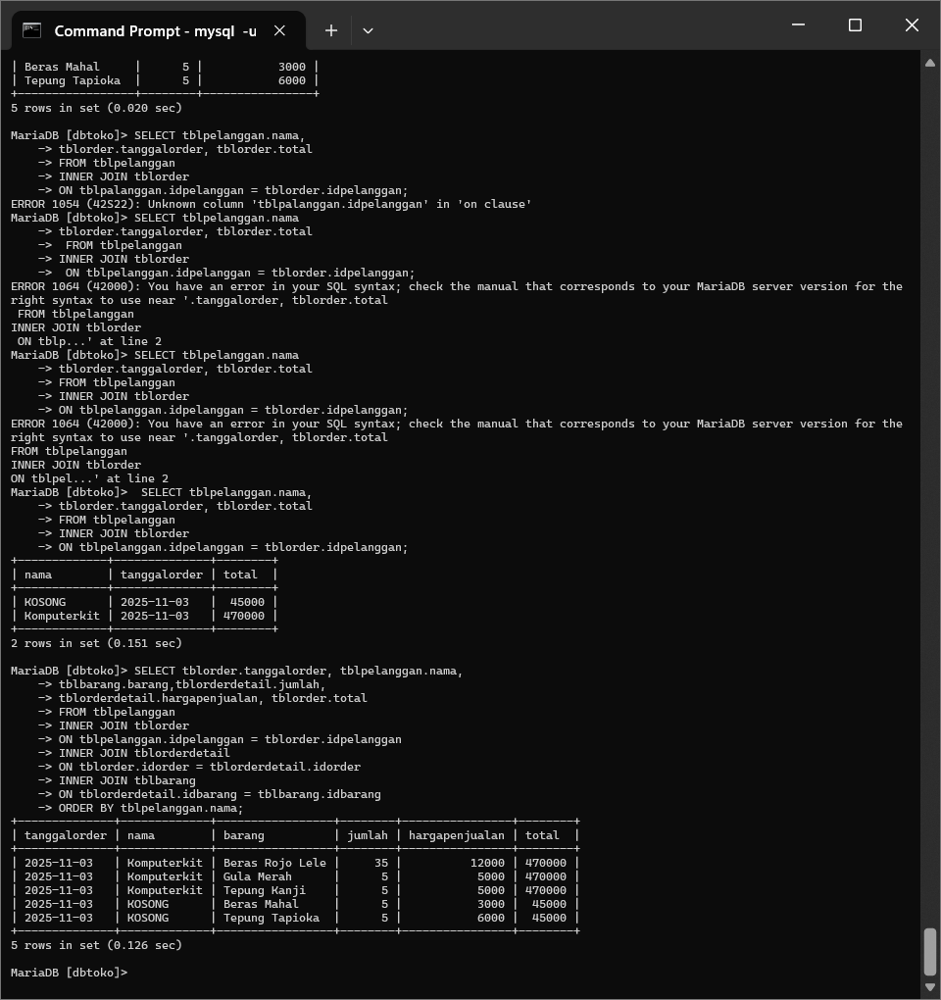 Command Prompt - mysql  -u
| Beras Mahal     |      5 |           3000 |
| Tepung Tapioka  |      5 |           6000 |
+-----------------+--------+----------------+
5 rows in set (0.020 sec)
MariaDB [dbtoko]> SELECT tblpelanggan.nama,
    -> tblorder.tanggalorder, tblorder.total
    -> FROM tblpelanggan
    -> INNER JOIN tblorder
    -> ON tblpalanggan.idpelanggan = tblorder.idpelanggan;
ERROR 1054 (42S22): Unknown column 'tblpalanggan.idpelanggan' in 'on clause'
MariaDB [dbtoko]> SELECT tblpelanggan.nama
    -> tblorder.tanggalorder, tblorder.total
    ->  FROM tblpelanggan
    -> INNER JOIN tblorder
    ->  ON tblpelanggan.idpelanggan = tblorder.idpelanggan;
ERROR 1064 (42000): You have an error in your SQL syntax; check the manual that corresponds to your MariaDB server version for the
right syntax to use near '.tanggalorder, tblorder.total
 FROM tblpelanggan
INNER JOIN tblorder
 ON tblp...' at line 2
MariaDB [dbtoko]> SELECT tblpelanggan.nama
    -> tblorder.tanggalorder, tblorder.total
    -> FROM tblpelanggan
    -> INNER JOIN tblorder
    -> ON tblpelanggan.idpelanggan = tblorder.idpelanggan;
ERROR 1064 (42000): You have an error in your SQL syntax; check the manual that corresponds to your MariaDB server version for the
right syntax to use near '.tanggalorder, tblorder.total
FROM tblpelanggan
INNER JOIN tblorder
ON tblpel...' at line 2
MariaDB [dbtoko]>  SELECT tblpelanggan.nama,
    -> tblorder.tanggalorder, tblorder.total
    -> FROM tblpelanggan
    -> INNER JOIN tblorder
    -> ON tblpelanggan.idpelanggan = tblorder.idpelanggan;
+-------------+--------------+--------+
| nama        | tanggalorder | total  |
+-------------+--------------+--------+
| KOSONG      | 2025-11-03   |  45000 |
| Komputerkit | 2025-11-03   | 470000 |
+-------------+--------------+--------+
2 rows in set (0.151 sec)
MariaDB [dbtoko]> SELECT tblorder.tanggalorder, tblpelanggan.nama,
    -> tblbarang.barang,tblorderdetail.jumlah,
    -> tblorderdetail.hargapenjualan, tblorder.total
    -> FROM tblpelanggan
    -> INNER JOIN tblorder
    -> ON tblpelanggan.idpelanggan = tblorder.idpelanggan
    -> INNER JOIN tblorderdetail
    -> ON tblorder.idorder = tblorderdetail.idorder
    -> INNER JOIN tblbarang
    -> ON tblorderdetail.idbarang = tblbarang.idbarang
    -> ORDER BY tblpelanggan.nama;
+--------------+-------------+-----------------+--------+----------------+--------+
| tanggalorder | nama        | barang          | jumlah | hargapenjualan | total  |
+--------------+-------------+-----------------+--------+----------------+--------+
| 2025-11-03   | Komputerkit | Beras Rojo Lele |     35 |          12000 | 470000 |
| 2025-11-03   | Komputerkit | Gula Merah      |      5 |           5000 | 470000 |
| 2025-11-03   | Komputerkit | Tepung Kanji    |      5 |           5000 | 470000 |
| 2025-11-03   | KOSONG      | Beras Mahal     |      5 |           3000 |  45000 |
| 2025-11-03   | KOSONG      | Tepung Tapioka  |      5 |           6000 |  45000 |
+--------------+-------------+-----------------+--------+----------------+--------+
5 rows in set (0.126 sec)
MariaDB [dbtoko]>